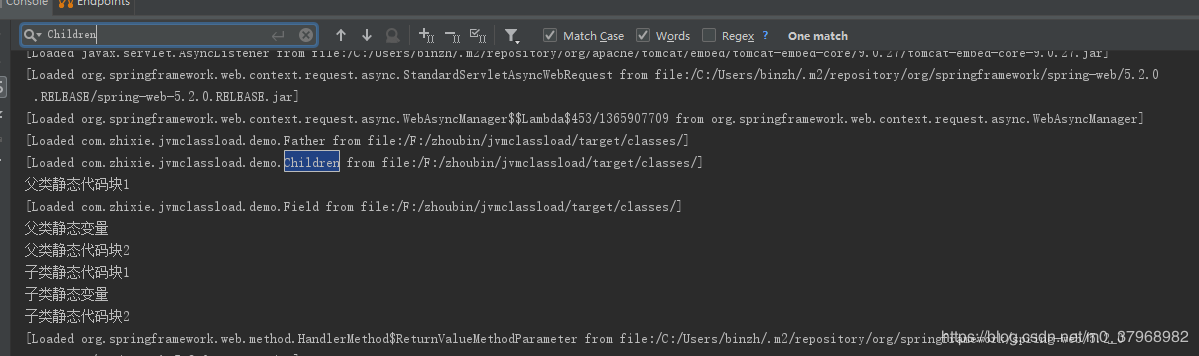 Console Endpoints
Children Match Case Words Regex ? One match
[Loaded javax.servlet.AsyncListener from file:/C:/Users/binzh/.m2/repository/org/apache/tomcat/embed/tomcat-embed-core/9.0.27/tomcat-embed-core-9.0.27.jar]
[Loaded org.springframework.web.context.request.async.StandardServletAsyncWebRequest from file:/C:/Users/binzh/.m2/repository/org/springframework/spring-web/5.2.0
.RELEASE/spring-web-5.2.0.RELEASE.jar]
[Loaded org.springframework.web.context.request.async.WebAsyncManager$$Lambda$453/1365907709 from org.springframework.web.context.request.async.WebAsyncManager]
[Loaded com.zhixie.jvmclassload.demo.Father from file:/F:/zhoubin/jvmclassload/target/classes/]
[Loaded com.zhixie.jvmclassload.demo.Children from file:/F:/zhoubin/jvmclassload/target/classes/]
父类静态代码块1
[Loaded com.zhixie.jvmclassload.demo.Field from file:/F:/zhoubin/jvmclassload/target/classes/]
父类静态变量
父类静态代码块2
子类静态代码块1
子类静态变量
子类静态代码块2
[Loaded org.springframework.web.method.HandlerMethod$ReturnValueMethodParameter from file:/C:/Users/binzh/.m2/repository/org/springframework/spring-web/5.2.0
https://blog.csdn.net/m0_37968982